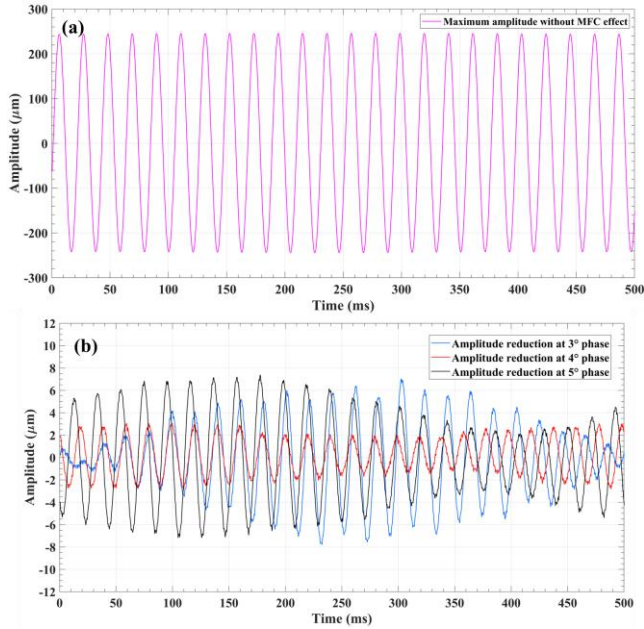 (a)
Maximum amplitude without MFC effect
300
200
100
0
-100
-200
-300
Amplitude (μm)
0 50 100 150 200 250 300 350 400 450 500
Time (ms)
(b)
Amplitude reduction at 3° phase
Amplitude reduction at 4° phase
Amplitude reduction at 5° phase
12
10
8
6
4
2
0
-2
-4
-6
-8
-10
-12
Amplitude (μm)
0 50 100 150 200 250 300 350 400 450 500
Time (ms)